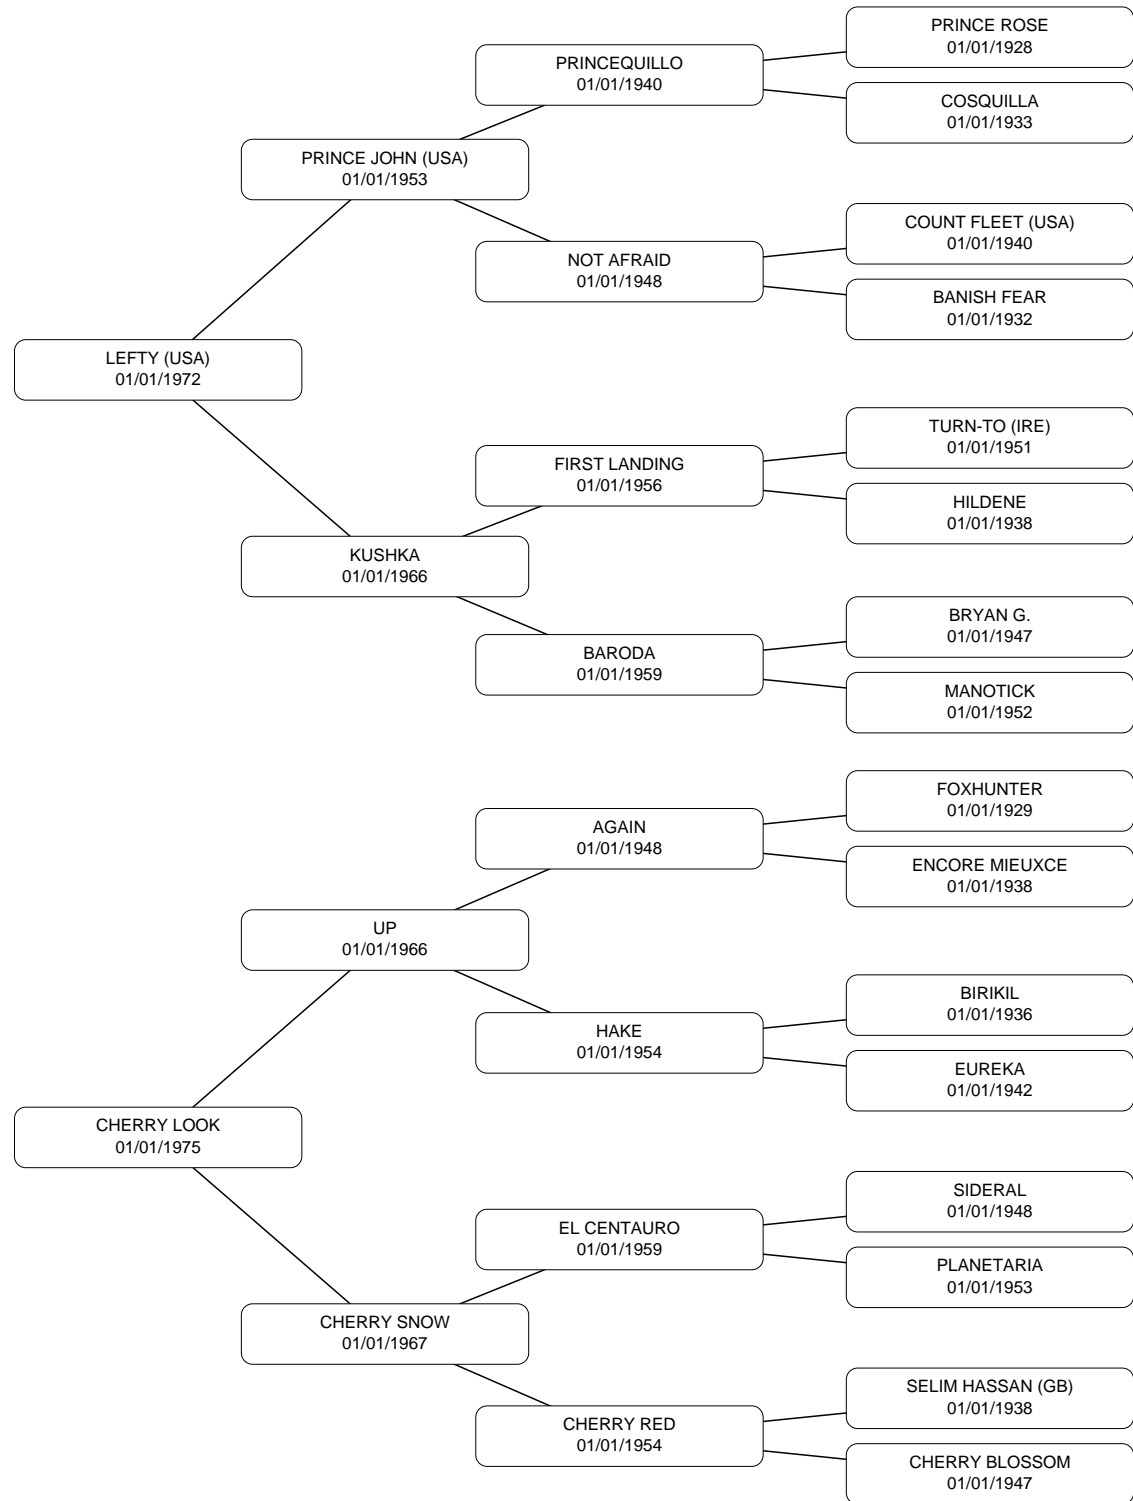 PRINCE ROSE
01/01/1928
PRINCEQUILLO
01/01/1940
COSQUILLA
01/01/1933
PRINCE JOHN (USA)
01/01/1953
COUNT FLEET (USA)
01/01/1940
NOT AFRAID
01/01/1948
BANISH FEAR
01/01/1932
LEFTY (USA)
01/01/1972
TURN-TO (IRE)
01/01/1951
FIRST LANDING
01/01/1956
HILDENE
01/01/1938
KUSHKA
01/01/1966
BRYAN G.
01/01/1947
BARODA
01/01/1959
MANOTICK
01/01/1952
FOXHUNTER
01/01/1929
AGAIN
01/01/1948
ENCORE MIEUXCE
01/01/1938
UP
01/01/1966
BIRIKIL
01/01/1936
HAKE
01/01/1954
EUREKA
01/01/1942
CHERRY LOOK
01/01/1975
SIDERAL
01/01/1948
EL CENTAURO
01/01/1959
PLANETARIA
01/01/1953
CHERRY SNOW
01/01/1967
SELIM HASSAN (GB)
01/01/1938
CHERRY RED
01/01/1954
CHERRY BLOSSOM
01/01/1947